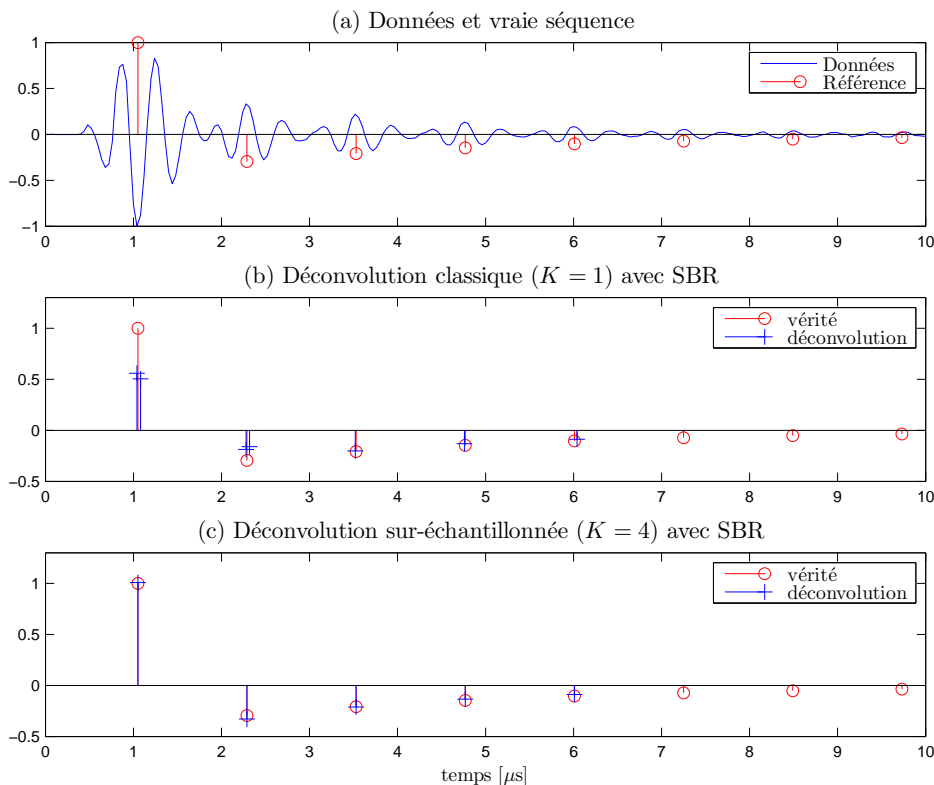 (a) Données et vraie séquence
1
0.5
0
−0.5
−1
Données
Référence
0 1 2 3 4 5 6 7 8 9 10
(b) Déconvolution classique (K = 1) avec SBR
1
0.5
0
−0.5
vérité
déconvolution
0 1 2 3 4 5 6 7 8 9 10
(c) Déconvolution sur-échantillonnée (K = 4) avec SBR
1
0.5
0
−0.5
vérité
déconvolution
0 1 2 3 4 5 6 7 8 9 10
temps [μs]